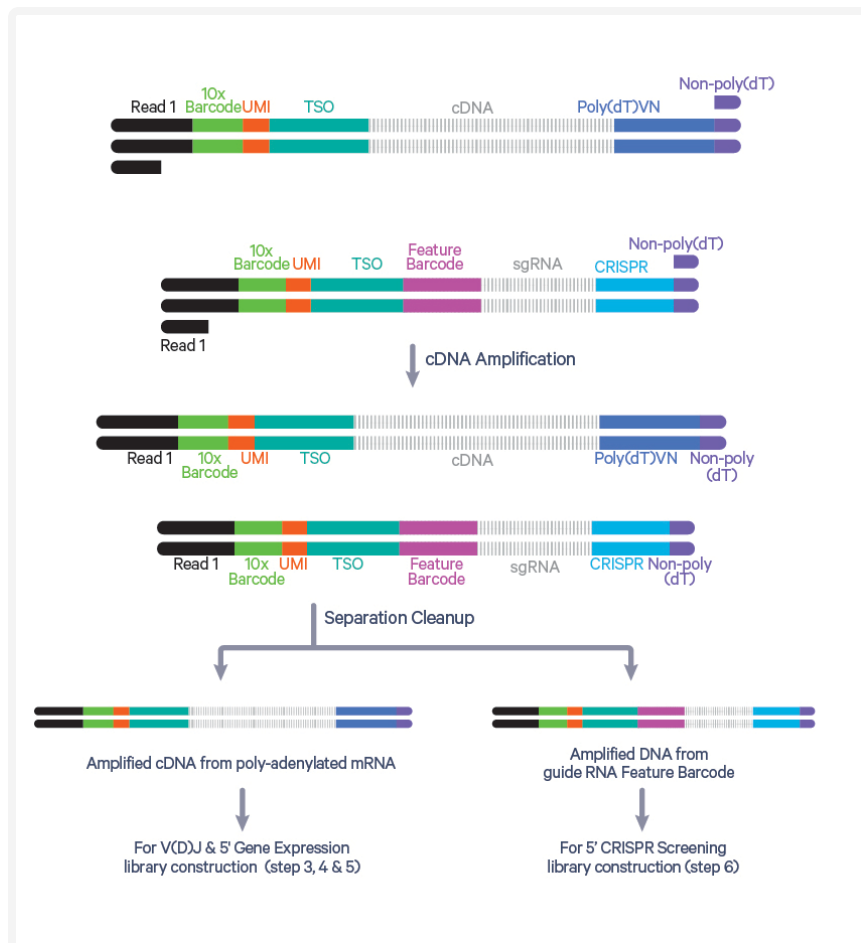 Non-poly(dT)
10x
Read 1 Barcode UMI TSO cDNA Poly(dT)VN
Non-poly(dT)
10x Feature
Barcode UMI TSO Barcode sgRNA CRISPR
Read 1
cDNA Amplification
Read 1 10x UMI TSO cDNA Poly(dT)VN Non-poly
Barcode (dT)
Read 1 10x UMI TSO Feature sgRNA CRISPR Non-poly
Barcode Barcode (dT)
Separation Cleanup
Amplified cDNA from poly-adenylated mRNA
Amplified DNA from
guide RNA Feature Barcode
For V(D)J & 5' Gene Expression
library construction (step 3, 4 & 5)
For 5' CRISPR Screening
library construction (step 6)